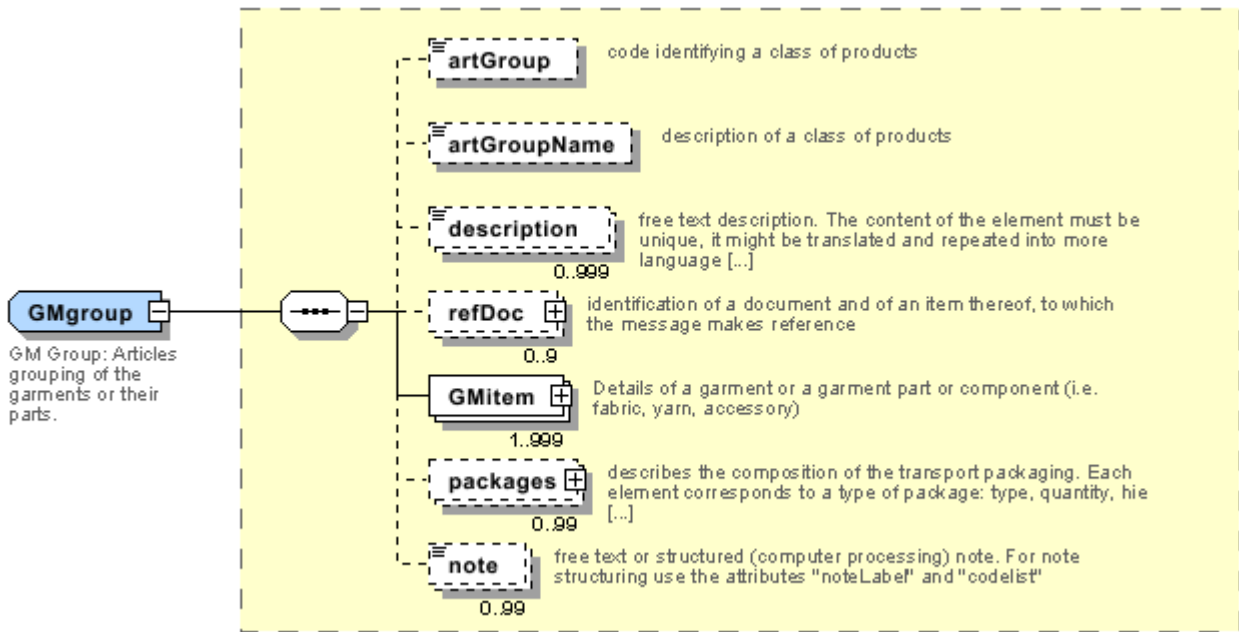 artGroup
code identifying a class of products
artGroupName
description of a class of products
description
free text description. The content of the element must be
unique, it might be translated and repeated into more
language [...]
0..999
GMgroup
GM Group: Articles
grouping of the
garments or their
parts.
refDoc
identification of a document and of an item thereof, to which
the message makes reference
0..9
GMitem
Details of a garment or a garment part or component (i.e.
fabric, yarn, accessory)
1..999
packages
describes the composition of the transport packaging. Each
element corresponds to a type of package: type, quantity, hie
[...]
0..99
note
free text or structured (computer processing) note. For note
structuring use the attributes "noteLabel" and "codelist"
0..99